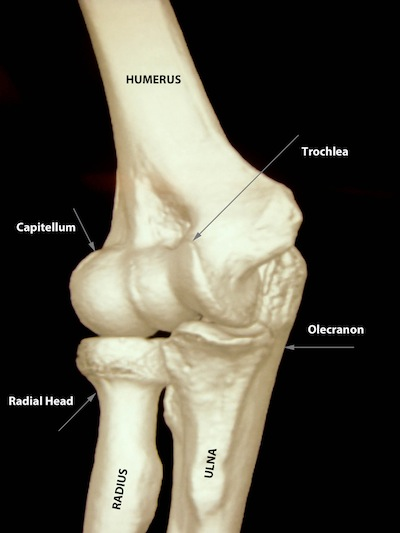 HUMERUS
Trochlea
Capitellum
Olecranon
Radial Head
RADIUS
ULNA